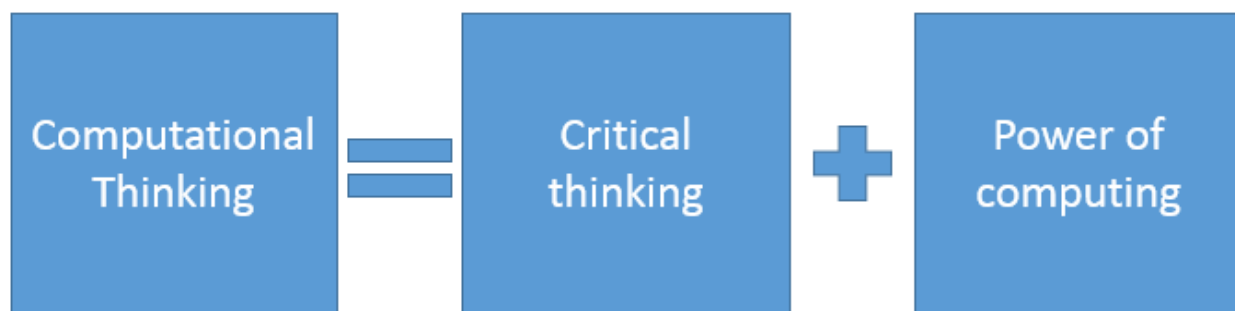 Computational
Thinking
Critical
thinking
Power of
computing